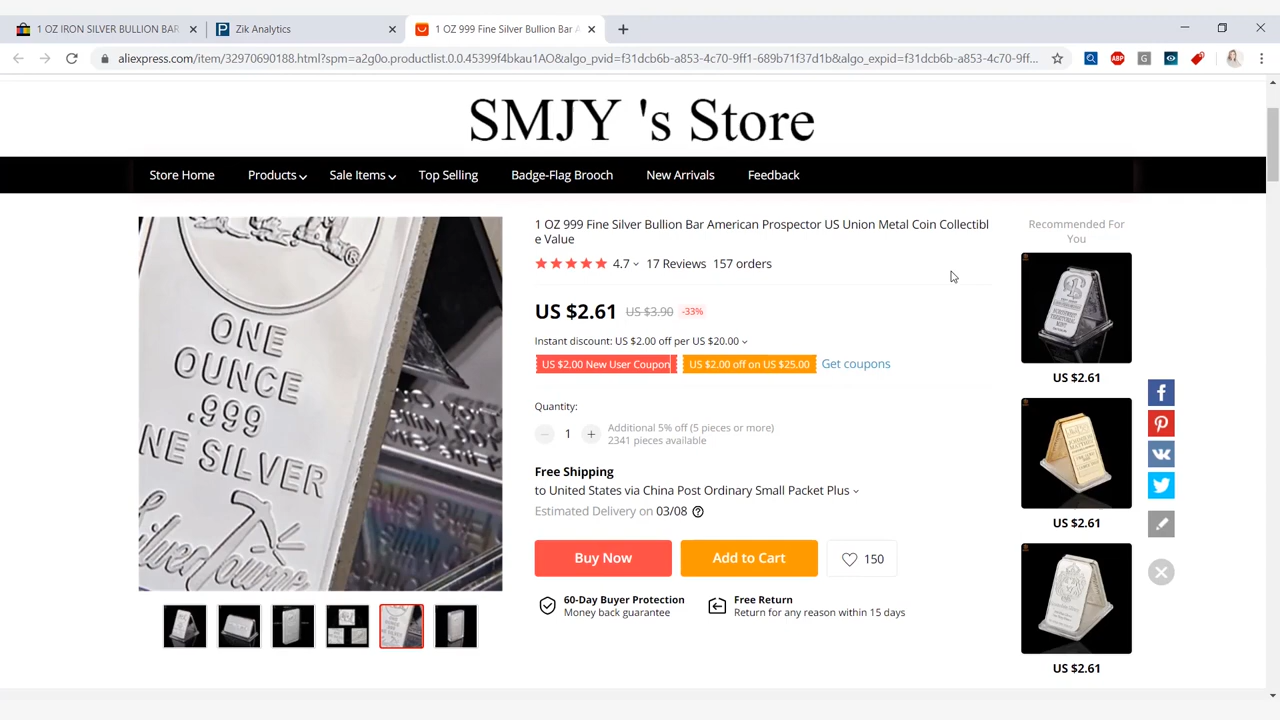 1 OZ IRON SILVER BULLION BAR
Zik Analytics
1 OZ 999 Fine Silver Bullion Bar A
aliexpress.com/item/32970690188.html?spm=a2g0o.productlist.0.0.45399f4bkau1AO&algo_pvid=f31dcb6b-a853-4c70-9ff1-689b71f37d1b&algo_expid=f31dcb6b-a853-4c70-9ff...
ABP
G
SMJY 's Store
Store Home
Products
Sale Items
Top Selling
Badge-Flag Brooch
New Arrivals
Feedback
ONE
OUNCE
.999
NE SILVER
SilverTowne
1 OZ 999 Fine Silver Bullion Bar American Prospector US Union Metal Coin Collectibl
e Value
4.7
17 Reviews
157 orders
US $2.61
US $3.90
-33%
Instant discount: US $2.00 off per US $20.00
US $2.00 New User Coupon
US $2.00 off on US $25.00
Get coupons
Quantity:
1
Additional 5% off (5 pieces or more)
2341 pieces available
Free Shipping
to United States via China Post Ordinary Small Packet Plus
Estimated Delivery on 03/08
Buy Now
Add to Cart
150
60-Day Buyer Protection
Money back guarantee
Free Return
Return for any reason within 15 days
Recommended For
You
US $2.61
US $2.61
US $2.61